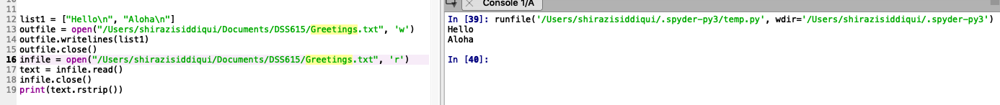 11
12 list1 = ["Hello\n", "Aloha\n"]
13 outfile = open("/Users/shirazisiddiqui/Documents/DSS615/Greetings.txt", 'w')
14 outfile.writelines(list1)
15 outfile.close()
16 infile = open("/Users/shirazisiddiqui/Documents/DSS615/Greetings.txt", 'r')
17 text = infile.read()
18 infile.close()
19 print(text.rstrip())
Console 1/A
In [39]: runfile('/Users/shirazisiddiqui/.spyder-py3/temp.py', wdir='/Users/shirazisiddiqui/.spyder-py3')
Hello
Aloha
In [40]: